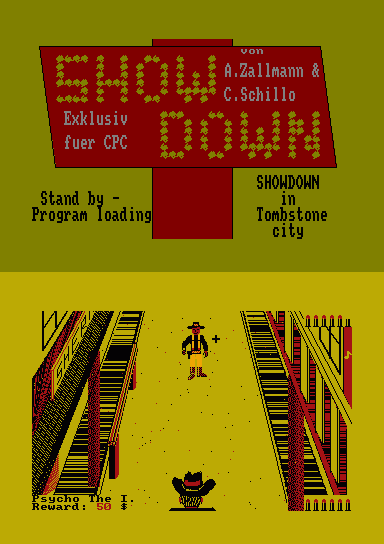 von
SHOW
A.Zallmann &
C.Schillo
Exklusiv
fuer CPC
DOWN
Stand by -
Program loading
SHOWDOWN
in
Tombstone
city
Psycho The I.
Reward: 50 $